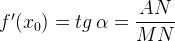 f'(x₀) = tg α = AN/MN